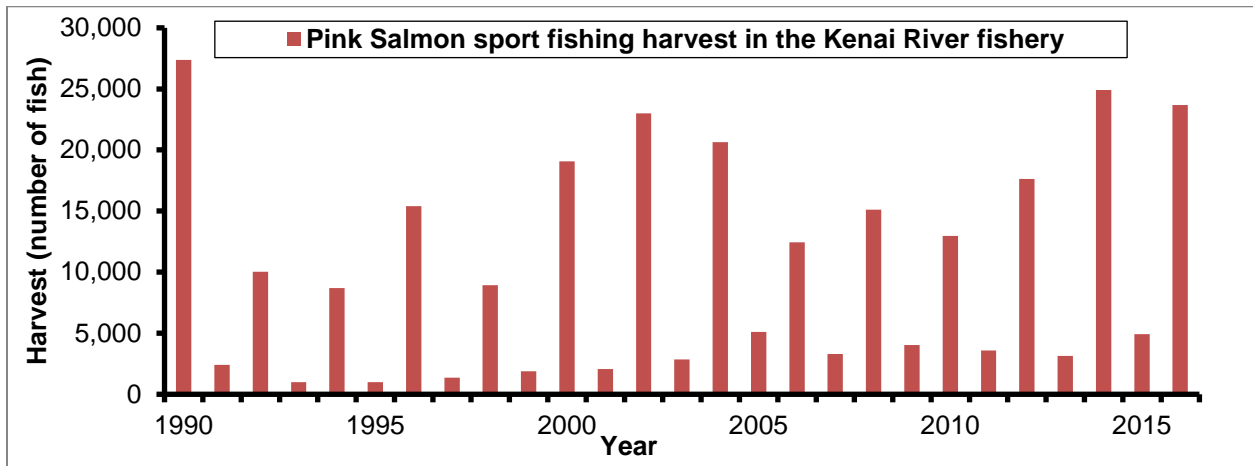 Pink Salmon sport fishing harvest in the Kenai River fishery
Harvest (number of fish)
30,000
25,000
20,000
15,000
10,000
5,000
0
1990 1995 2000 2005 2010 2015
Year